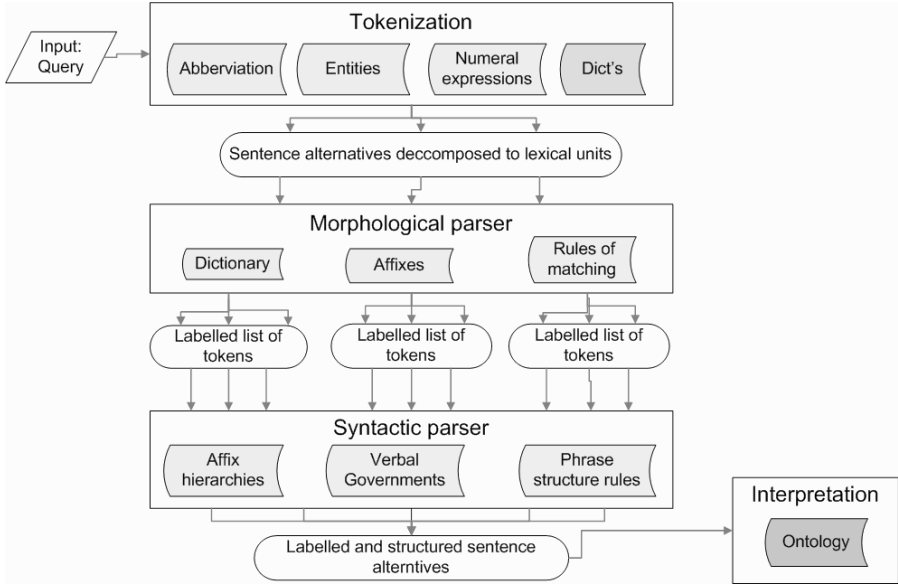 Tokenization
Input:
Query
Abberviation
Entities
Numeral
expressions
Dict's
Sentence alternatives deccomposed to lexical units
Morphological parser
Dictionary
Affixes
Rules of
matching
Labelled list of
tokens
Labelled list of
tokens
Labelled list of
tokens
Syntactic parser
Affix
hierarchies
Verbal
Governments
Phrase
structure rules
Labelled and structured sentence
alterntives
Interpretation
Ontology